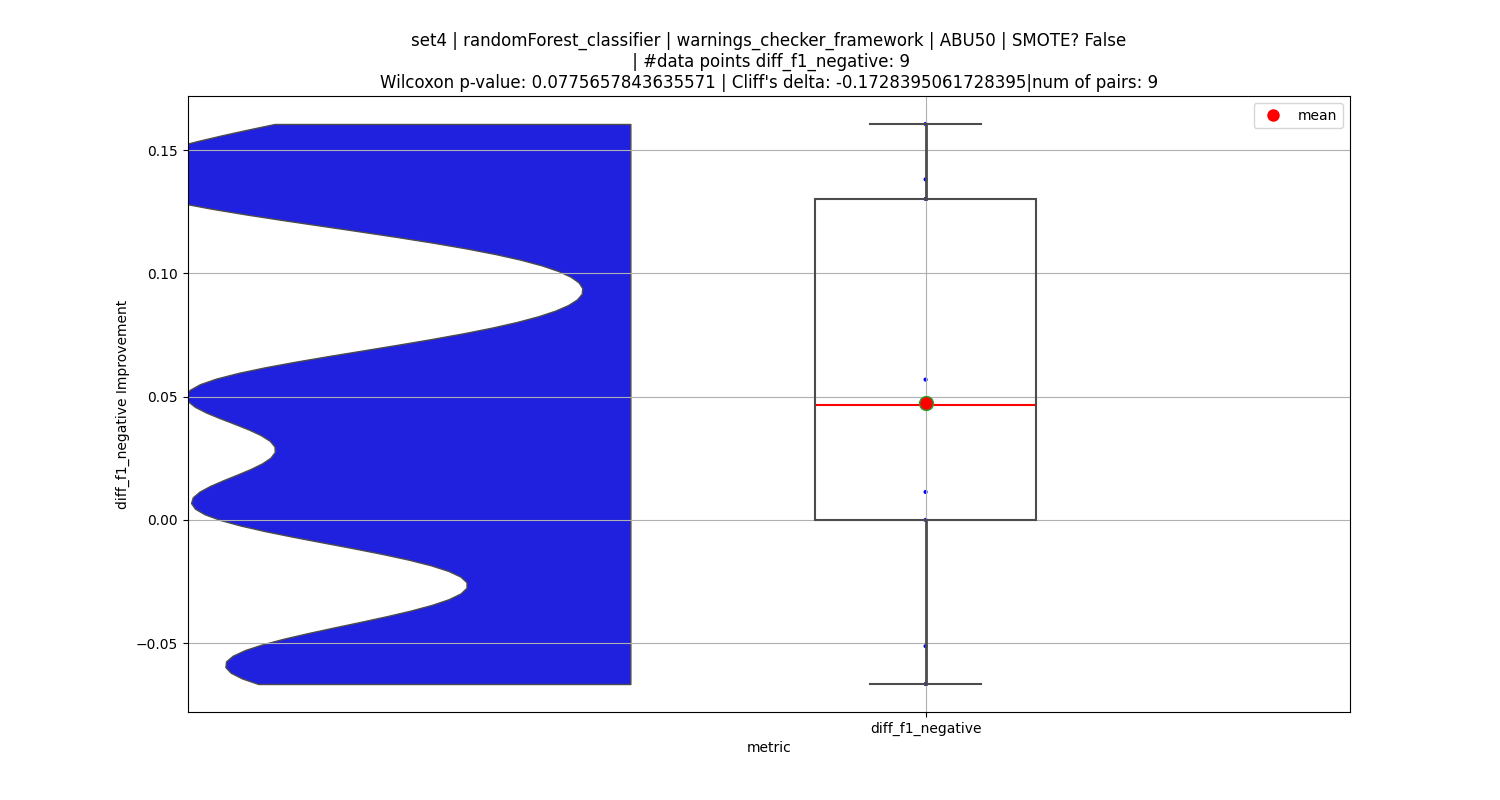 set4 | randomForest_classifier | warnings_checker_framework | ABU50 | SMOTE? False
| #data points diff_f1_negative: 9
Wilcoxon p-value: 0.0775657843635571 | Cliff's delta: -0.1728395061728395|num of pairs: 9
mean
0.15
0.10
0.05
0.00
−0.05
diff_f1_negative Improvement
diff_f1_negative
metric